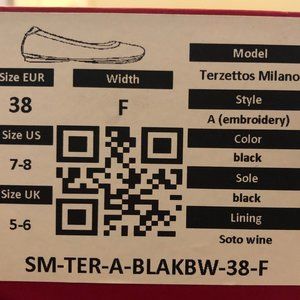 Size EUR
38
Size US
7-8
Size UK
5-6
Width
F
Model
Terzettos Milano
Style
A (embroidery)
Color
black
Sole
black
Lining
Soto wine
SM-TER-A-BLAKBW-38-F